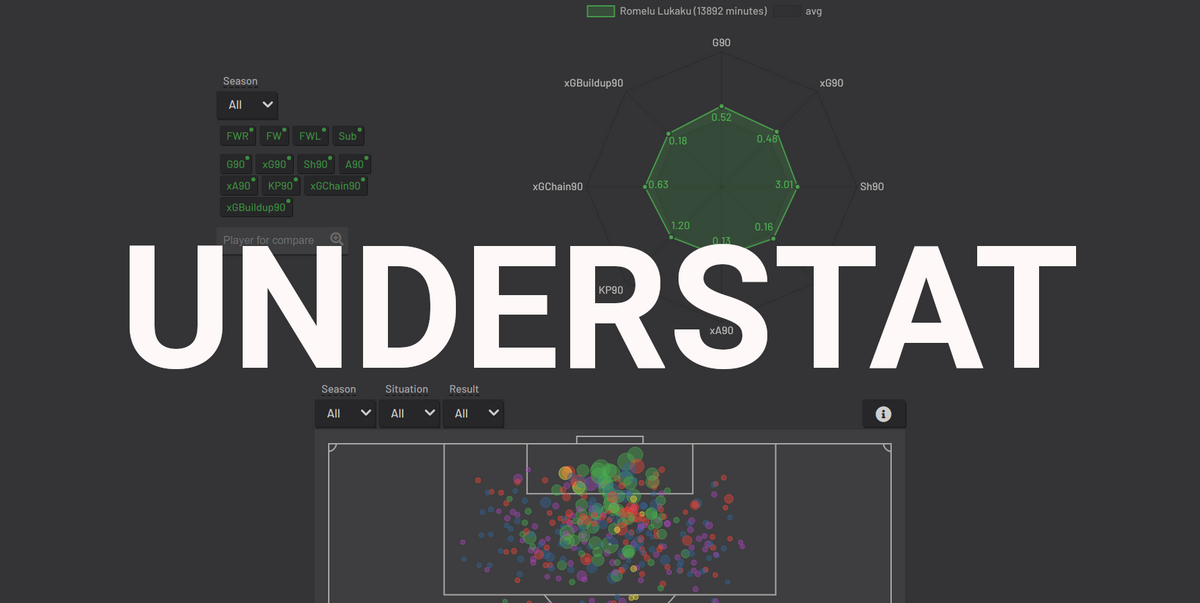 Romelu Lukaku (13892 minutes) avg
G90
xGBuildup90
xG90
Season
All
FWR FW FWL Sub
G90 xG90 Sh90 A90
xA90 KP90 xGChain90
xGBuildup90
Player for compare
0.52
0.18
0.48
xGChain90
0.63
3.01
Sh90
1.20
0.16
0.13
KP90
xA90
UNDERSTAT
Season Situation Result
All All All
i